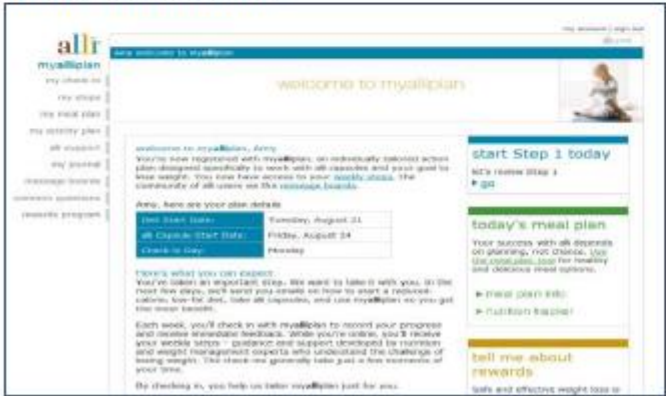 my account | sign out
alli
myalliplan
my check-in
my steps
my meal plan
my activity plan
alli support
my journal
message boards
common questions
rewards program
Amy welcome to myalliplan
welcome to myalliplan
welcome to myalliplan, Amy
You're now registered with myalliplan, an individually tailored action
plan designed specifically to work with alli capsules and your goal to
lose weight. You now have access to your weekly steps. The
community of alli users via the message boards.
Amy, here are your plan details
Diet Start Date: Tuesday, August 21
alli Capsule Start Date: Friday, August 24
Check-in Day: Monday
Here's what you can expect
You've taken an important step. We want to take it with you. In the
next few days, we'll send you emails on how to start a reduced-
calorie, low-fat diet, take alli capsules, and use myalliplan so you get
the most benefit.
Each week, you'll check in with myalliplan to record your progress
and receive immediate feedback. While you're online, you'll receive
your weekly steps - guidance and support developed by nutrition
and weight management experts who understand the challenge of
losing weight. The check-ins generally take just a few moments of
your time.
By checking in, you help us tailor myalliplan just for you.
start Step 1 today
let's review Step 1
go
today's meal plan
Your success with alli depends
on planning, not chance. Use
the meal plan tool for healthy
and delicious meal options.
meal plan info
nutrition tracker
tell me about
rewards
Safe and effective weight loss is